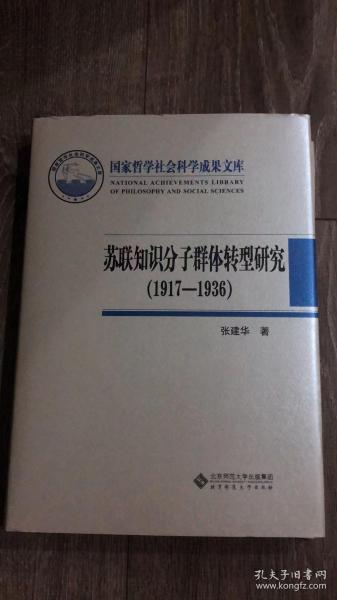 国家哲学社会科学成果文库
NATIONAL ACHIEVEMENTS LIBRARY
OF PHILOSOPHY AND SOCIAL SCIENCES
苏联知识分子群体转型研究
(1917—1936)
张建华 著
北京师范大学出版集团
北京师范大学出版社
孔夫子旧书网